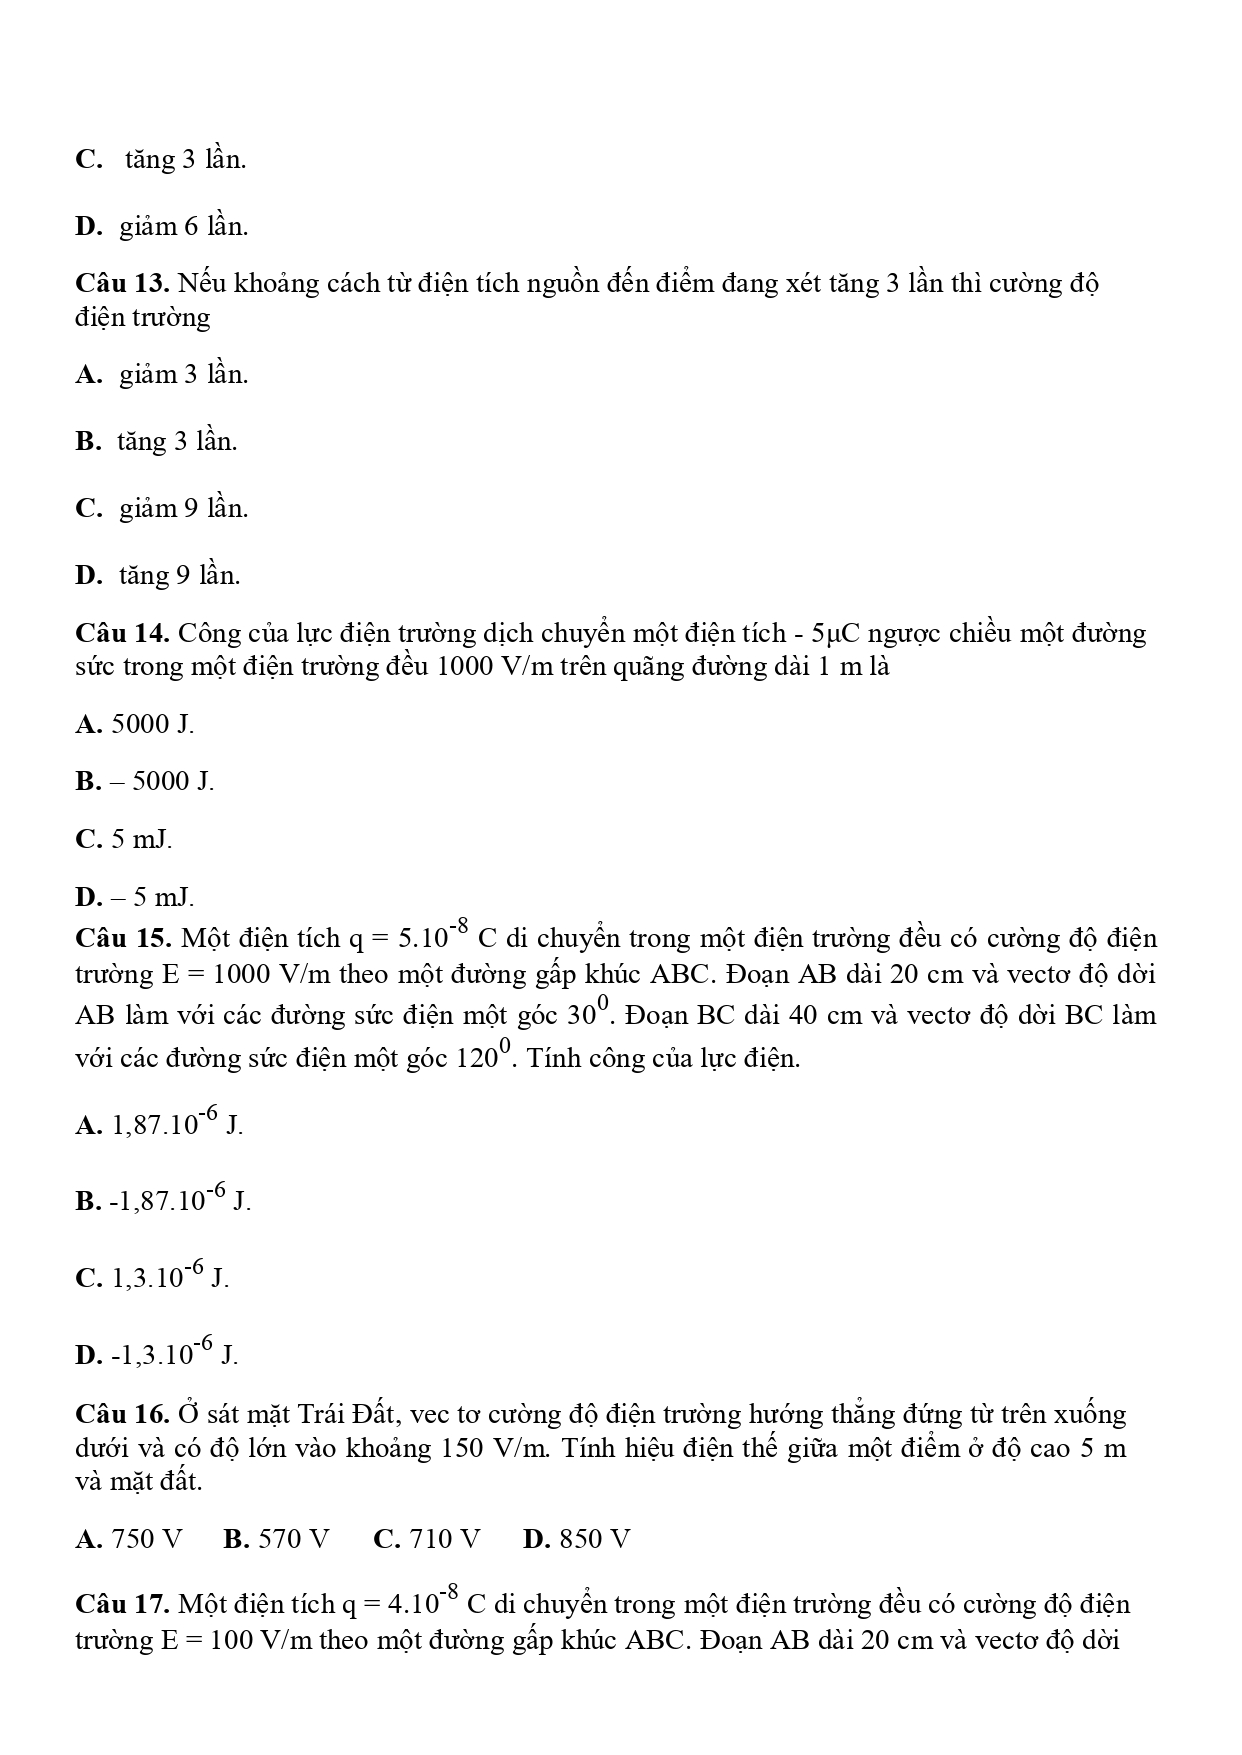 C. tăng 3 lần.
D. giảm 6 lần.
Câu 13. Nếu khoảng cách từ điện tích nguồn đến điểm đang xét tăng 3 lần thì cường độ
điện trường
A. giảm 3 lần.
B. tăng 3 lần.
C. giảm 9 lần.
D. tăng 9 lần.
Câu 14. Công của lực điện trường dịch chuyển một điện tích - 5μC ngược chiều một đường
sức trong một điện trường đều 1000 V/m trên quãng đường dài 1 m là
A. 5000 J.
B. – 5000 J.
C. 5 mJ.
D. – 5 mJ.
Câu 15. Một điện tích q = 5.10⁻⁸ C di chuyển trong một điện trường đều có cường độ điện
trường E = 1000 V/m theo một đường gấp khúc ABC. Đoạn AB dài 20 cm và vectơ độ dời
AB làm với các đường sức điện một góc 30⁰. Đoạn BC dài 40 cm và vectơ độ dời BC làm
với các đường sức điện một góc 120⁰. Tính công của lực điện.
A. 1,87.10⁻⁶ J.
B. -1,87.10⁻⁶ J.
C. 1,3.10⁻⁶ J.
D. -1,3.10⁻⁶ J.
Câu 16. Ở sát mặt Trái Đất, vec tơ cường độ điện trường hướng thẳng đứng từ trên xuống
dưới và có độ lớn vào khoảng 150 V/m. Tính hiệu điện thế giữa một điểm ở độ cao 5 m
và mặt đất.
A. 750 V B. 570 V C. 710 V D. 850 V
Câu 17. Một điện tích q = 4.10⁻⁸ C di chuyển trong một điện trường đều có cường độ điện
trường E = 100 V/m theo một đường gấp khúc ABC. Đoạn AB dài 20 cm và vectơ độ dời